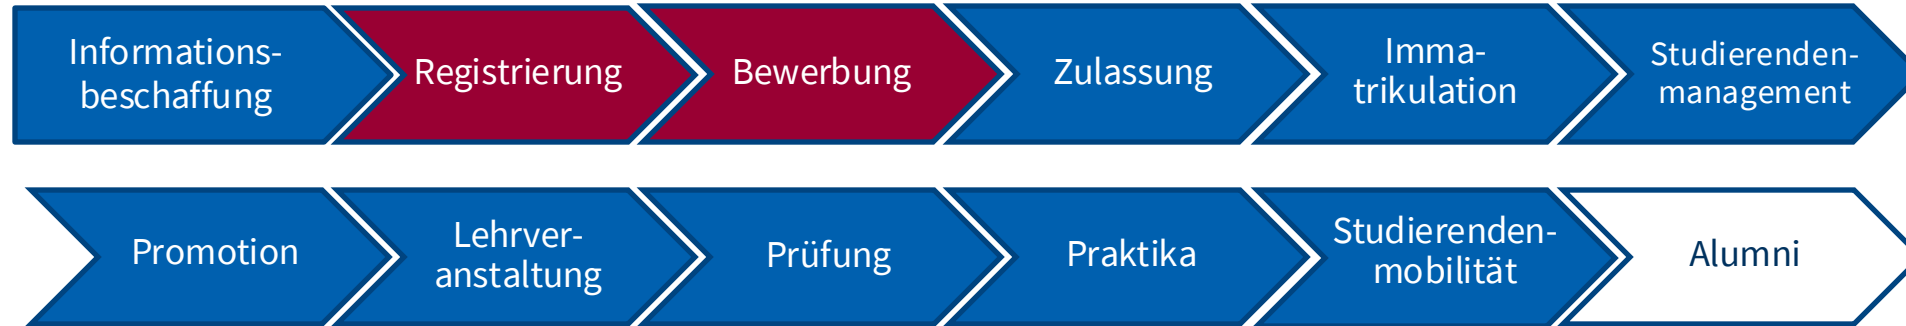 Informations-
beschaffung
Registrierung
Bewerbung
Zulassung
Imma-
trikulation
Studierenden-
management
Promotion
Lehrver-
anstaltung
Prüfung
Praktika
Studierenden-
mobilität
Alumni